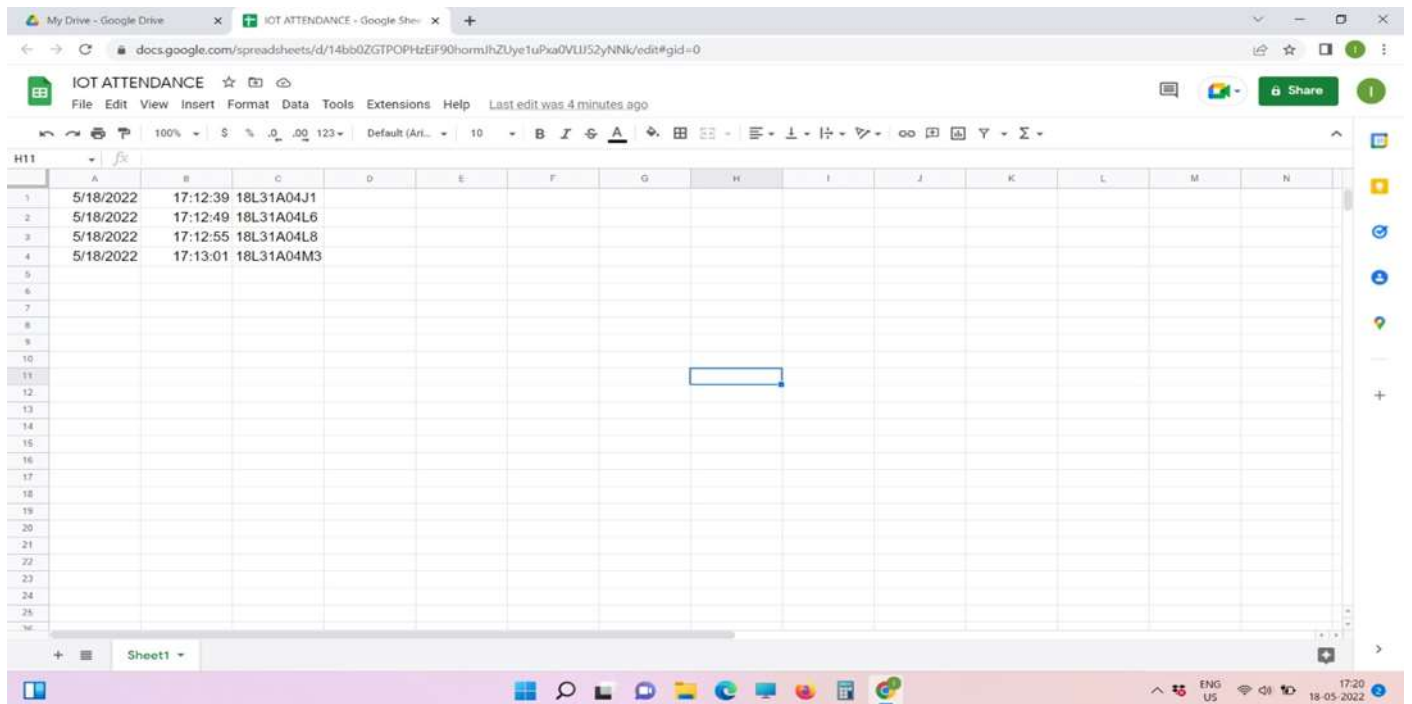 My Drive - Google Drive
IOT ATTENDANCE - Google She
docs.google.com/spreadsheets/d/14bb0ZGTPOPHzEiF90hormJhZUye1uPxa0VLIJ52yNNk/edit#gid=0
IOT ATTENDANCE
File Edit View Insert Format Data Tools Extensions Help Last edit was 4 minutes ago
Share
I
100% $ % .0 .00 123 Default (Ari... 10 B I S A
H11 fx
A B C D E F G H I J K L M N
1 5/18/2022 17:12:39 18L31A04J1
2 5/18/2022 17:12:49 18L31A04L6
3 5/18/2022 17:12:55 18L31A04L8
4 5/18/2022 17:13:01 18L31A04M3
5
6
7
8
9
10
11
12
13
14
15
16
17
18
19
20
21
22
23
24
25
26
Sheet1
ENG
US
17:20
18-05-2022
2